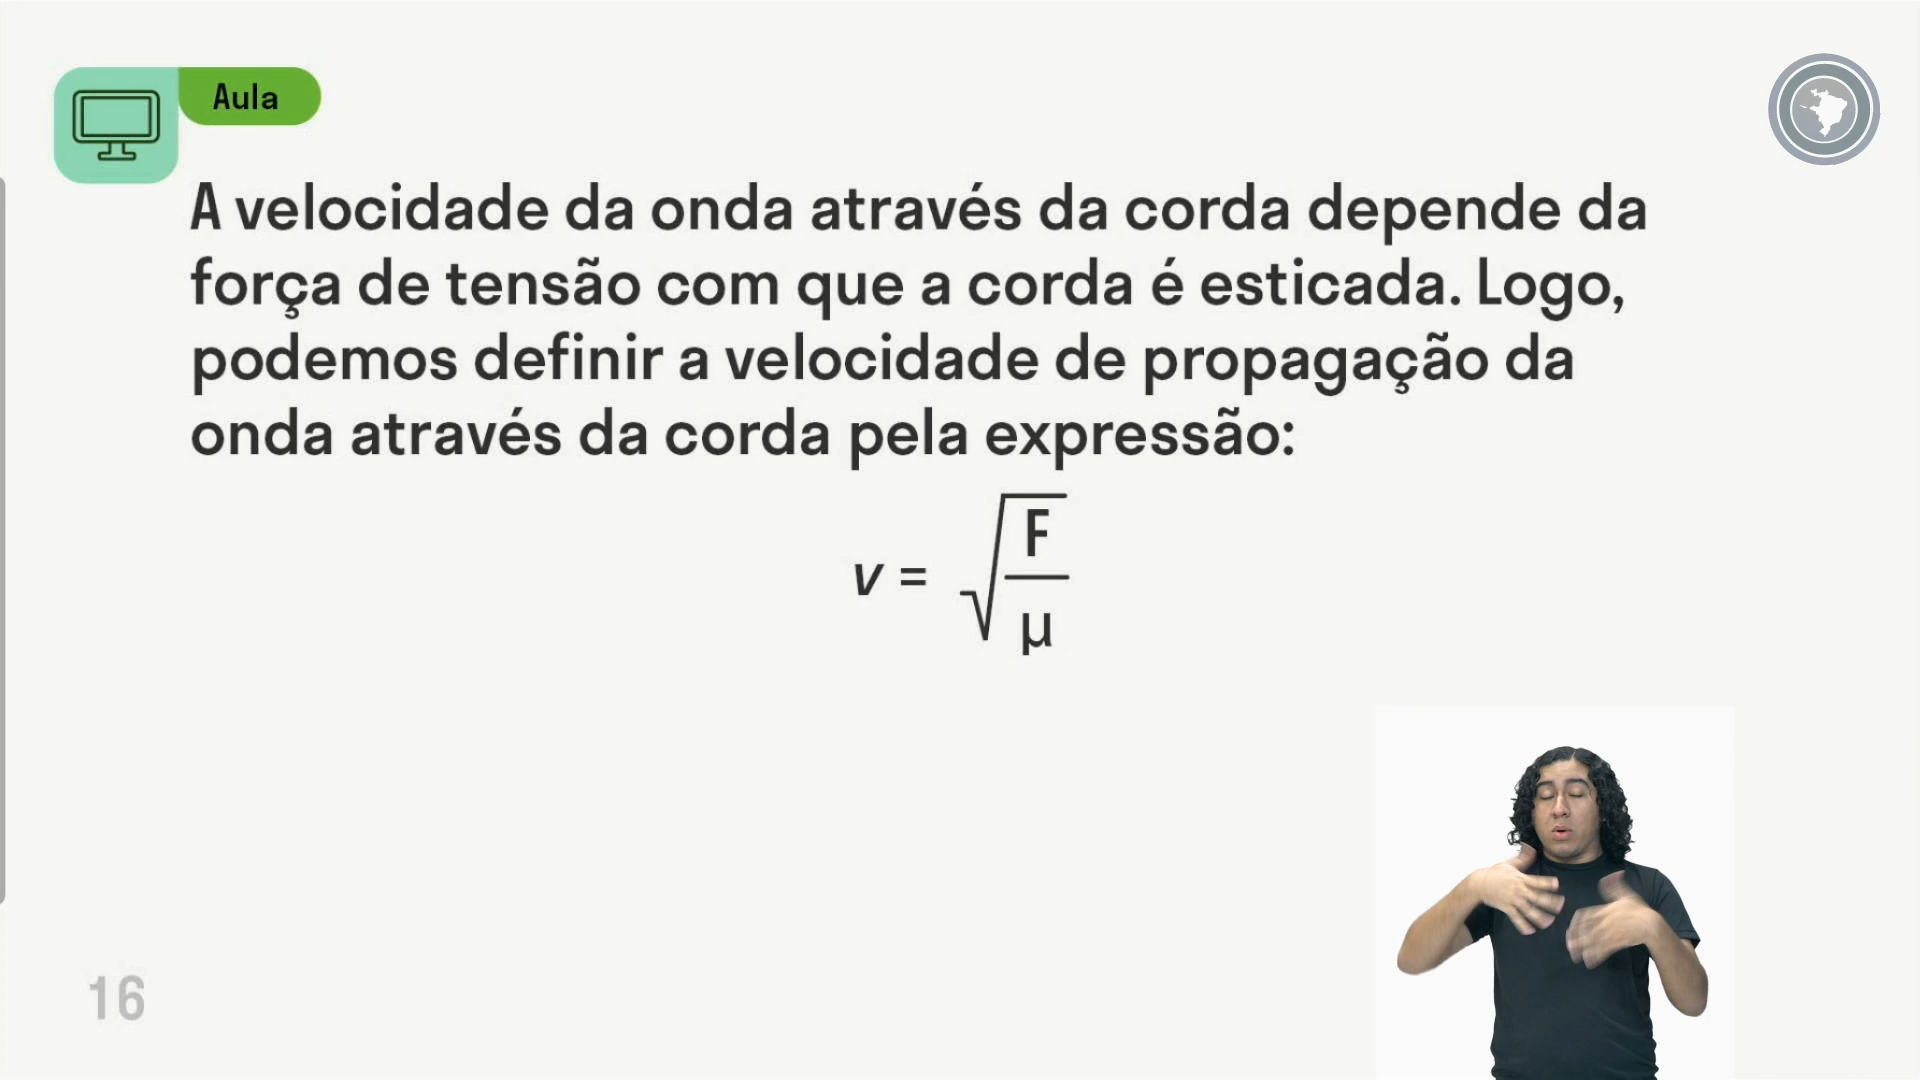 Aula
A velocidade da onda através da corda depende da
força de tensão com que a corda é esticada. Logo,
podemos definir a velocidade de propagação da
onda através da corda pela expressão:
v = √(F/μ)
16